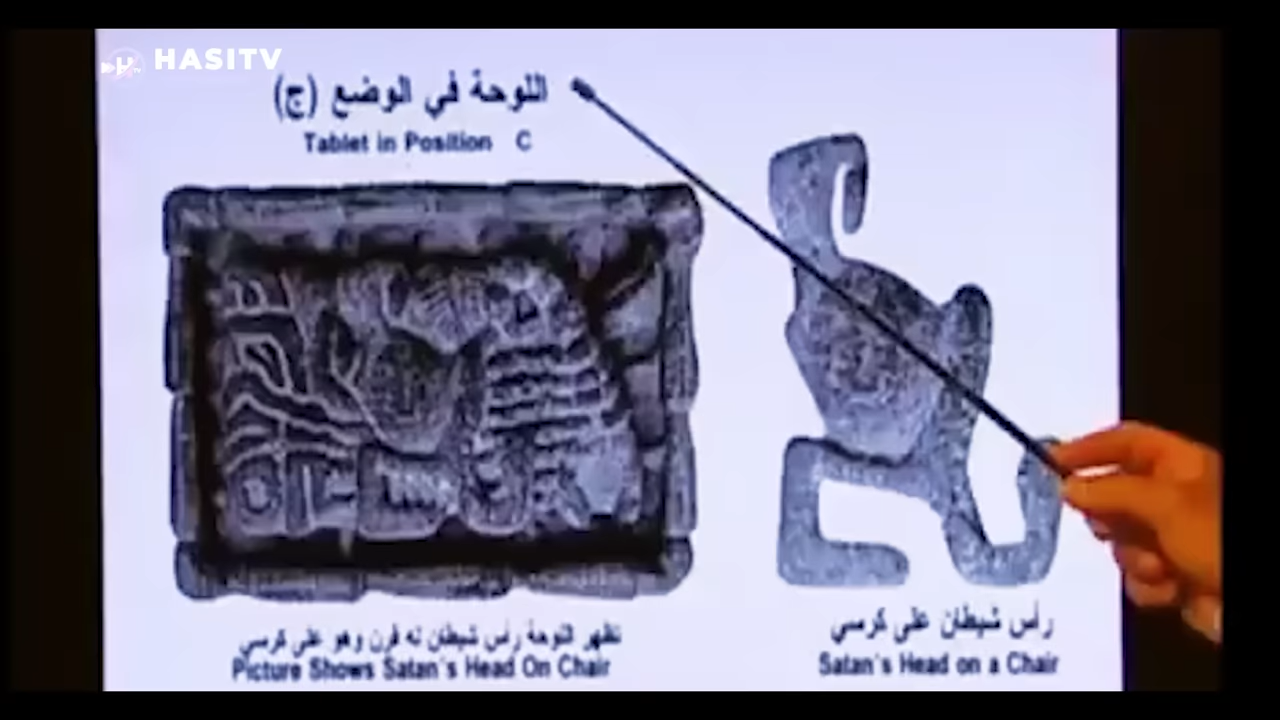 HASITV
اللوحة في الوضع (ج)
Tablet in Position C
تظهر اللوحة رأس شيطان له قرن وهو على كرسي
Picture Shows Satan's Head On Chair
رأس شيطان على كرسي
Satan's Head on a Chair